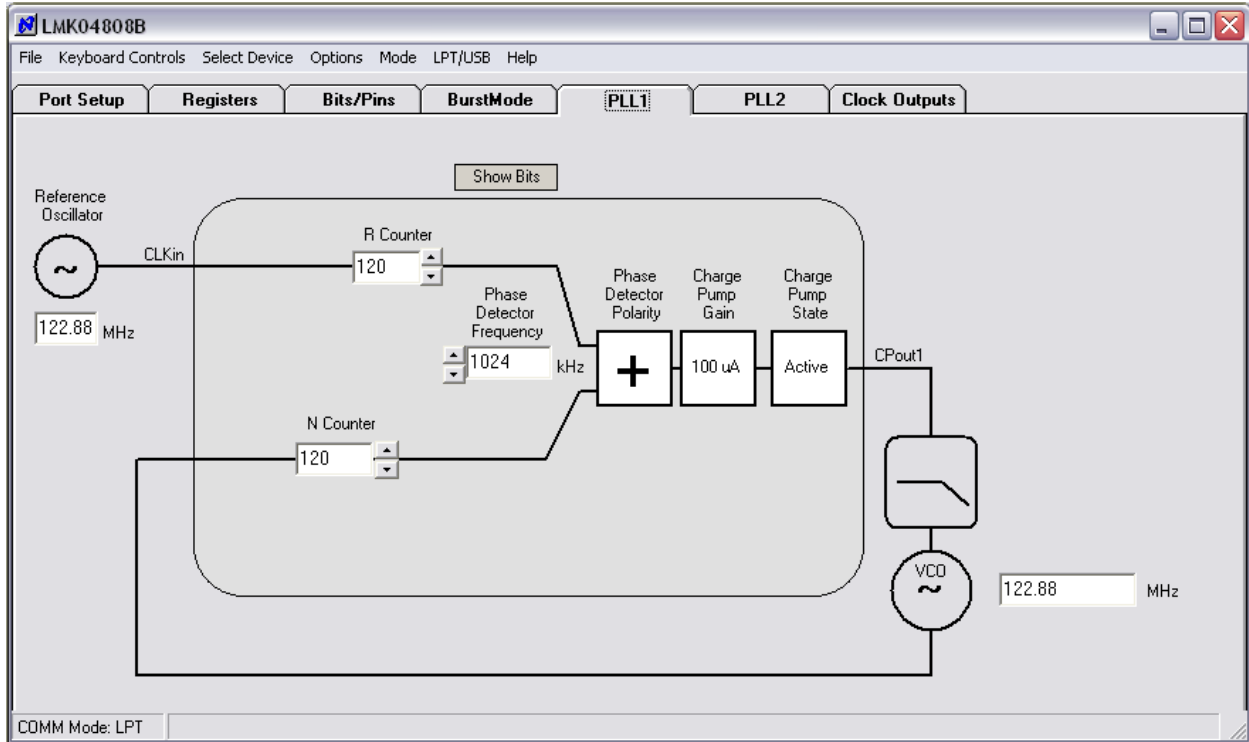 LMK04808B
File Keyboard Controls Select Device Options Mode LPT/USB Help
Port Setup Registers Bits/Pins BurstMode PLL1 PLL2 Clock Outputs
Show Bits
Reference
Oscillator
CLKin
122.88 MHz
R Counter
120
Phase
Detector
Frequency
1024 kHz
N Counter
120
Phase
Detector
Polarity
+
Charge
Pump
Gain
100 uA
Charge
Pump
State
Active
CPout1
VCO
122.88 MHz
COMM Mode: LPT